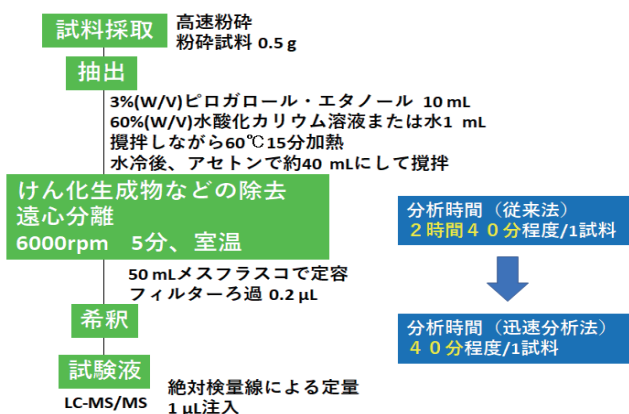 試料採取
高速粉砕
粉砕試料 0.5 g
抽出
3%(W/V)ピロガロール・エタノール 10 mL
60%(W/V)水酸化カリウム溶液または水1 mL
攪拌しながら60℃15分加熱
水冷後、アセトンで約40 mLにして攪拌
けん化生成物などの除去
遠心分離
6000rpm 5分、室温
50 mLメスフラスコで定容
フィルターろ過 0.2 µL
希釈
試験液
LC-MS/MS
絶対検量線による定量
1 µL注入
分析時間（従来法）
２時間４０分程度/1試料
分析時間（迅速分析法）
４０分程度/1試料